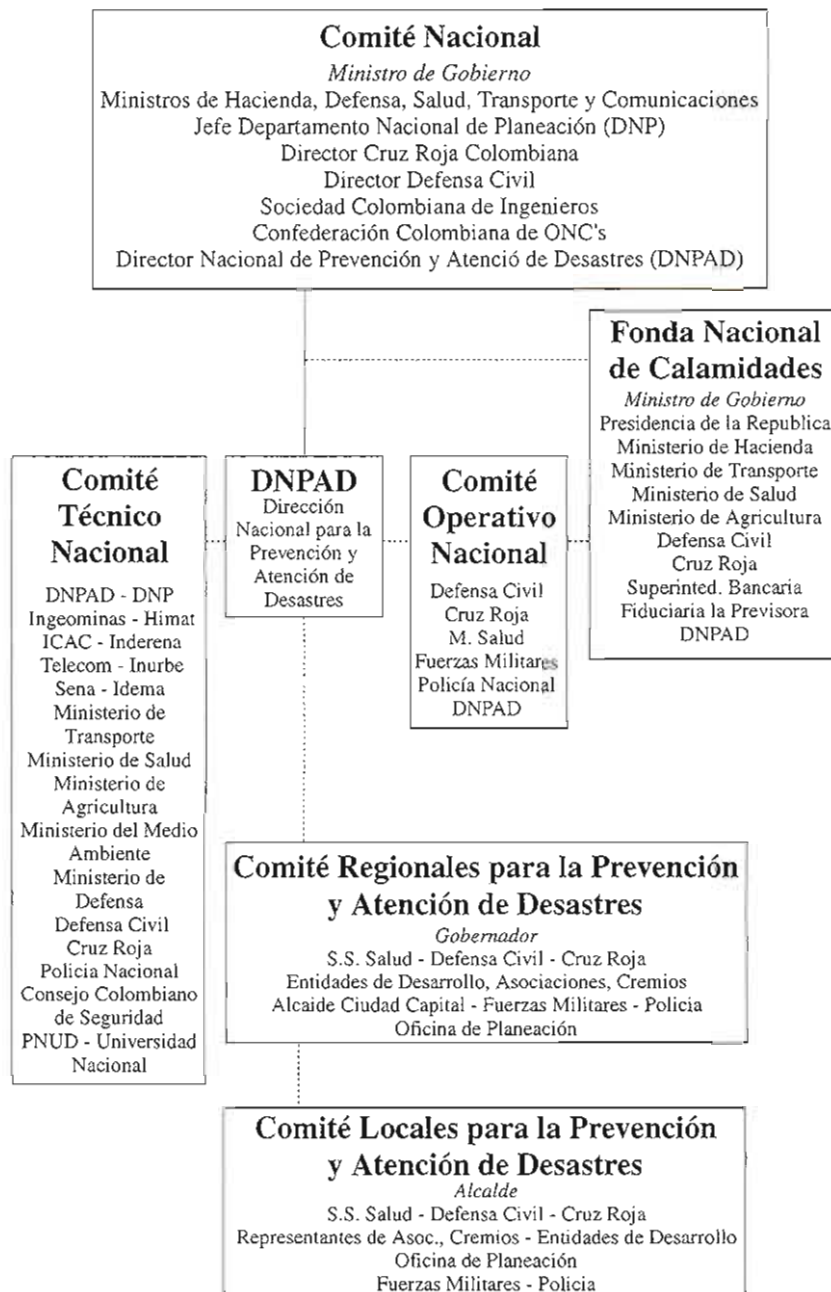 Comité Nacional
Ministro de Gobierno
Ministros de Hacienda, Defensa, Salud, Transporte y Comunicaciones
Jefe Departamento Nacional de Planeación (DNP)
Director Cruz Roja Colombiana
Director Defensa Civil
Sociedad Colombiana de Ingenieros
Confederación Colombiana de ONC's
Director Nacional de Prevención y Atenció de Desastres (DNPAD)
Fonda Nacional
de Calamidades
Ministro de Gobierno
Presidencia de la Republica
Ministerio de Hacienda
Ministerio de Transporte
Ministerio de Salud
Ministerio de Agricultura
Defensa Civil
Cruz Roja
Superinted. Bancaria
Fiduciaria la Previsora
DNPAD
Comité
Técnico
Nacional
DNPAD - DNP
Ingeominas - Himat
ICAC - Inderena
Telecom - Inurbe
Sena - Idema
Ministerio de
Transporte
Ministerio de Salud
Ministerio de
Agricultura
Ministerio del Medio
Ambiente
Ministerio de
Defensa
Defensa Civil
Cruz Roja
Policia Nacional
Consejo Colombiano
de Seguridad
PNUD - Universidad
Nacional
DNPAD
Dirección
Nacional para la
Prevención y
Atención de
Desastres
Comité
Operativo
Nacional
Defensa Civil
Cruz Roja
M. Salud
Fuerzas Militares
Policía Nacional
DNPAD
Comité Regionales para la Prevención
y Atención de Desastres
Gobernador
S.S. Salud - Defensa Civil - Cruz Roja
Entidades de Desarrollo, Asociaciones, Cremios
Alcaide Ciudad Capital - Fuerzas Militares - Policia
Oficina de Planeación
Comité Locales para la Prevención
y Atención de Desastres
Alcalde
S.S. Salud - Defensa Civil - Cruz Roja
Representantes de Asoc., Cremios - Entidades de Desarrollo
Oficina de Planeación
Fuerzas Militares - Policia